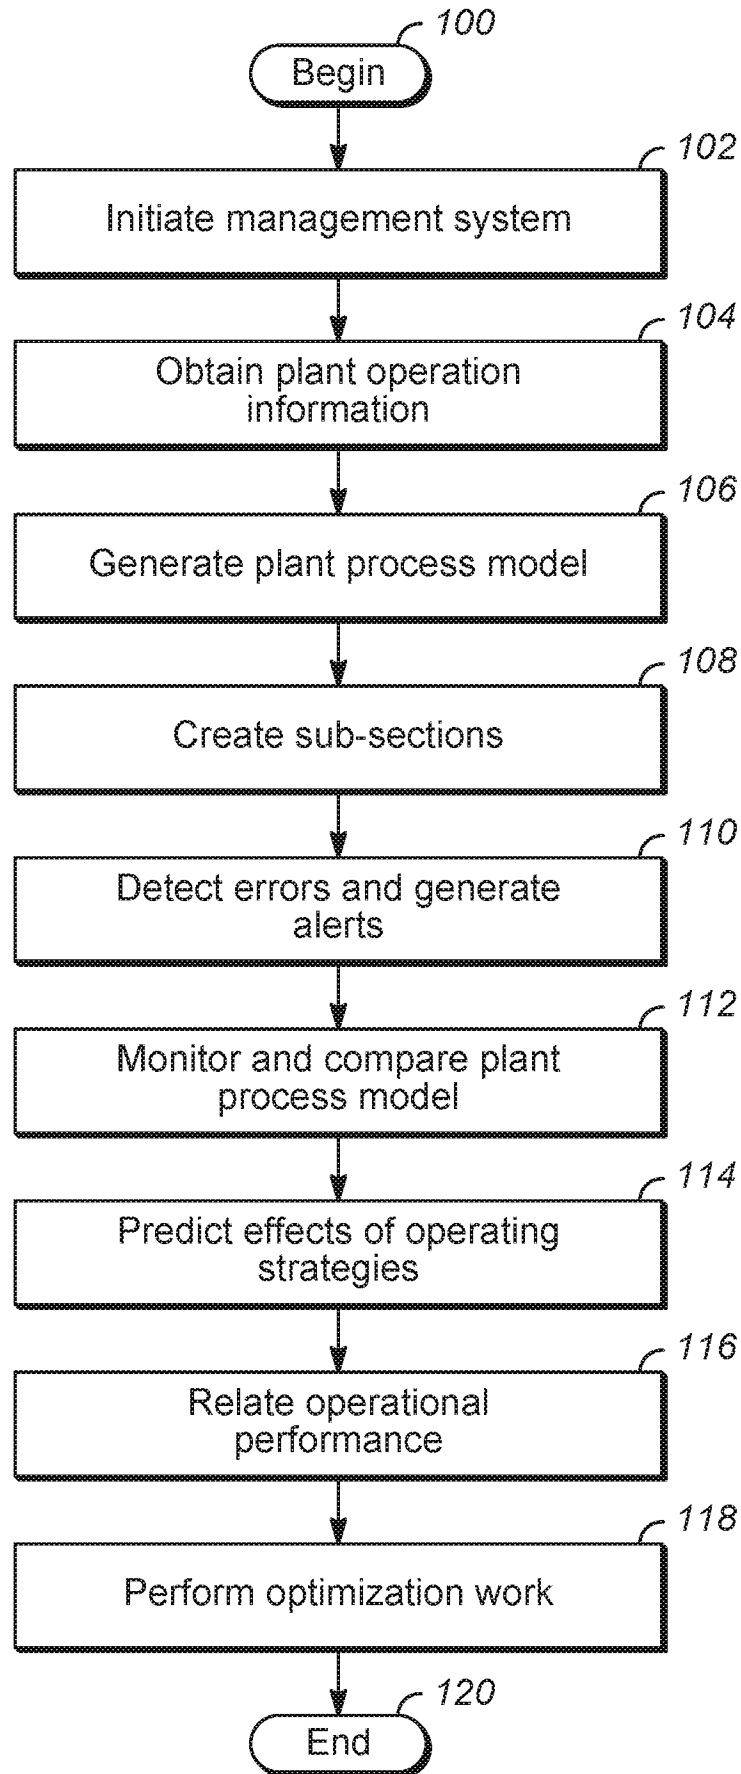 100
Begin
102
Initiate management system
104
Obtain plant operation
information
106
Generate plant process model
108
Create sub-sections
110
Detect errors and generate
alerts
112
Monitor and compare plant
process model
114
Predict effects of operating
strategies
116
Relate operational
performance
118
Perform optimization work
120
End